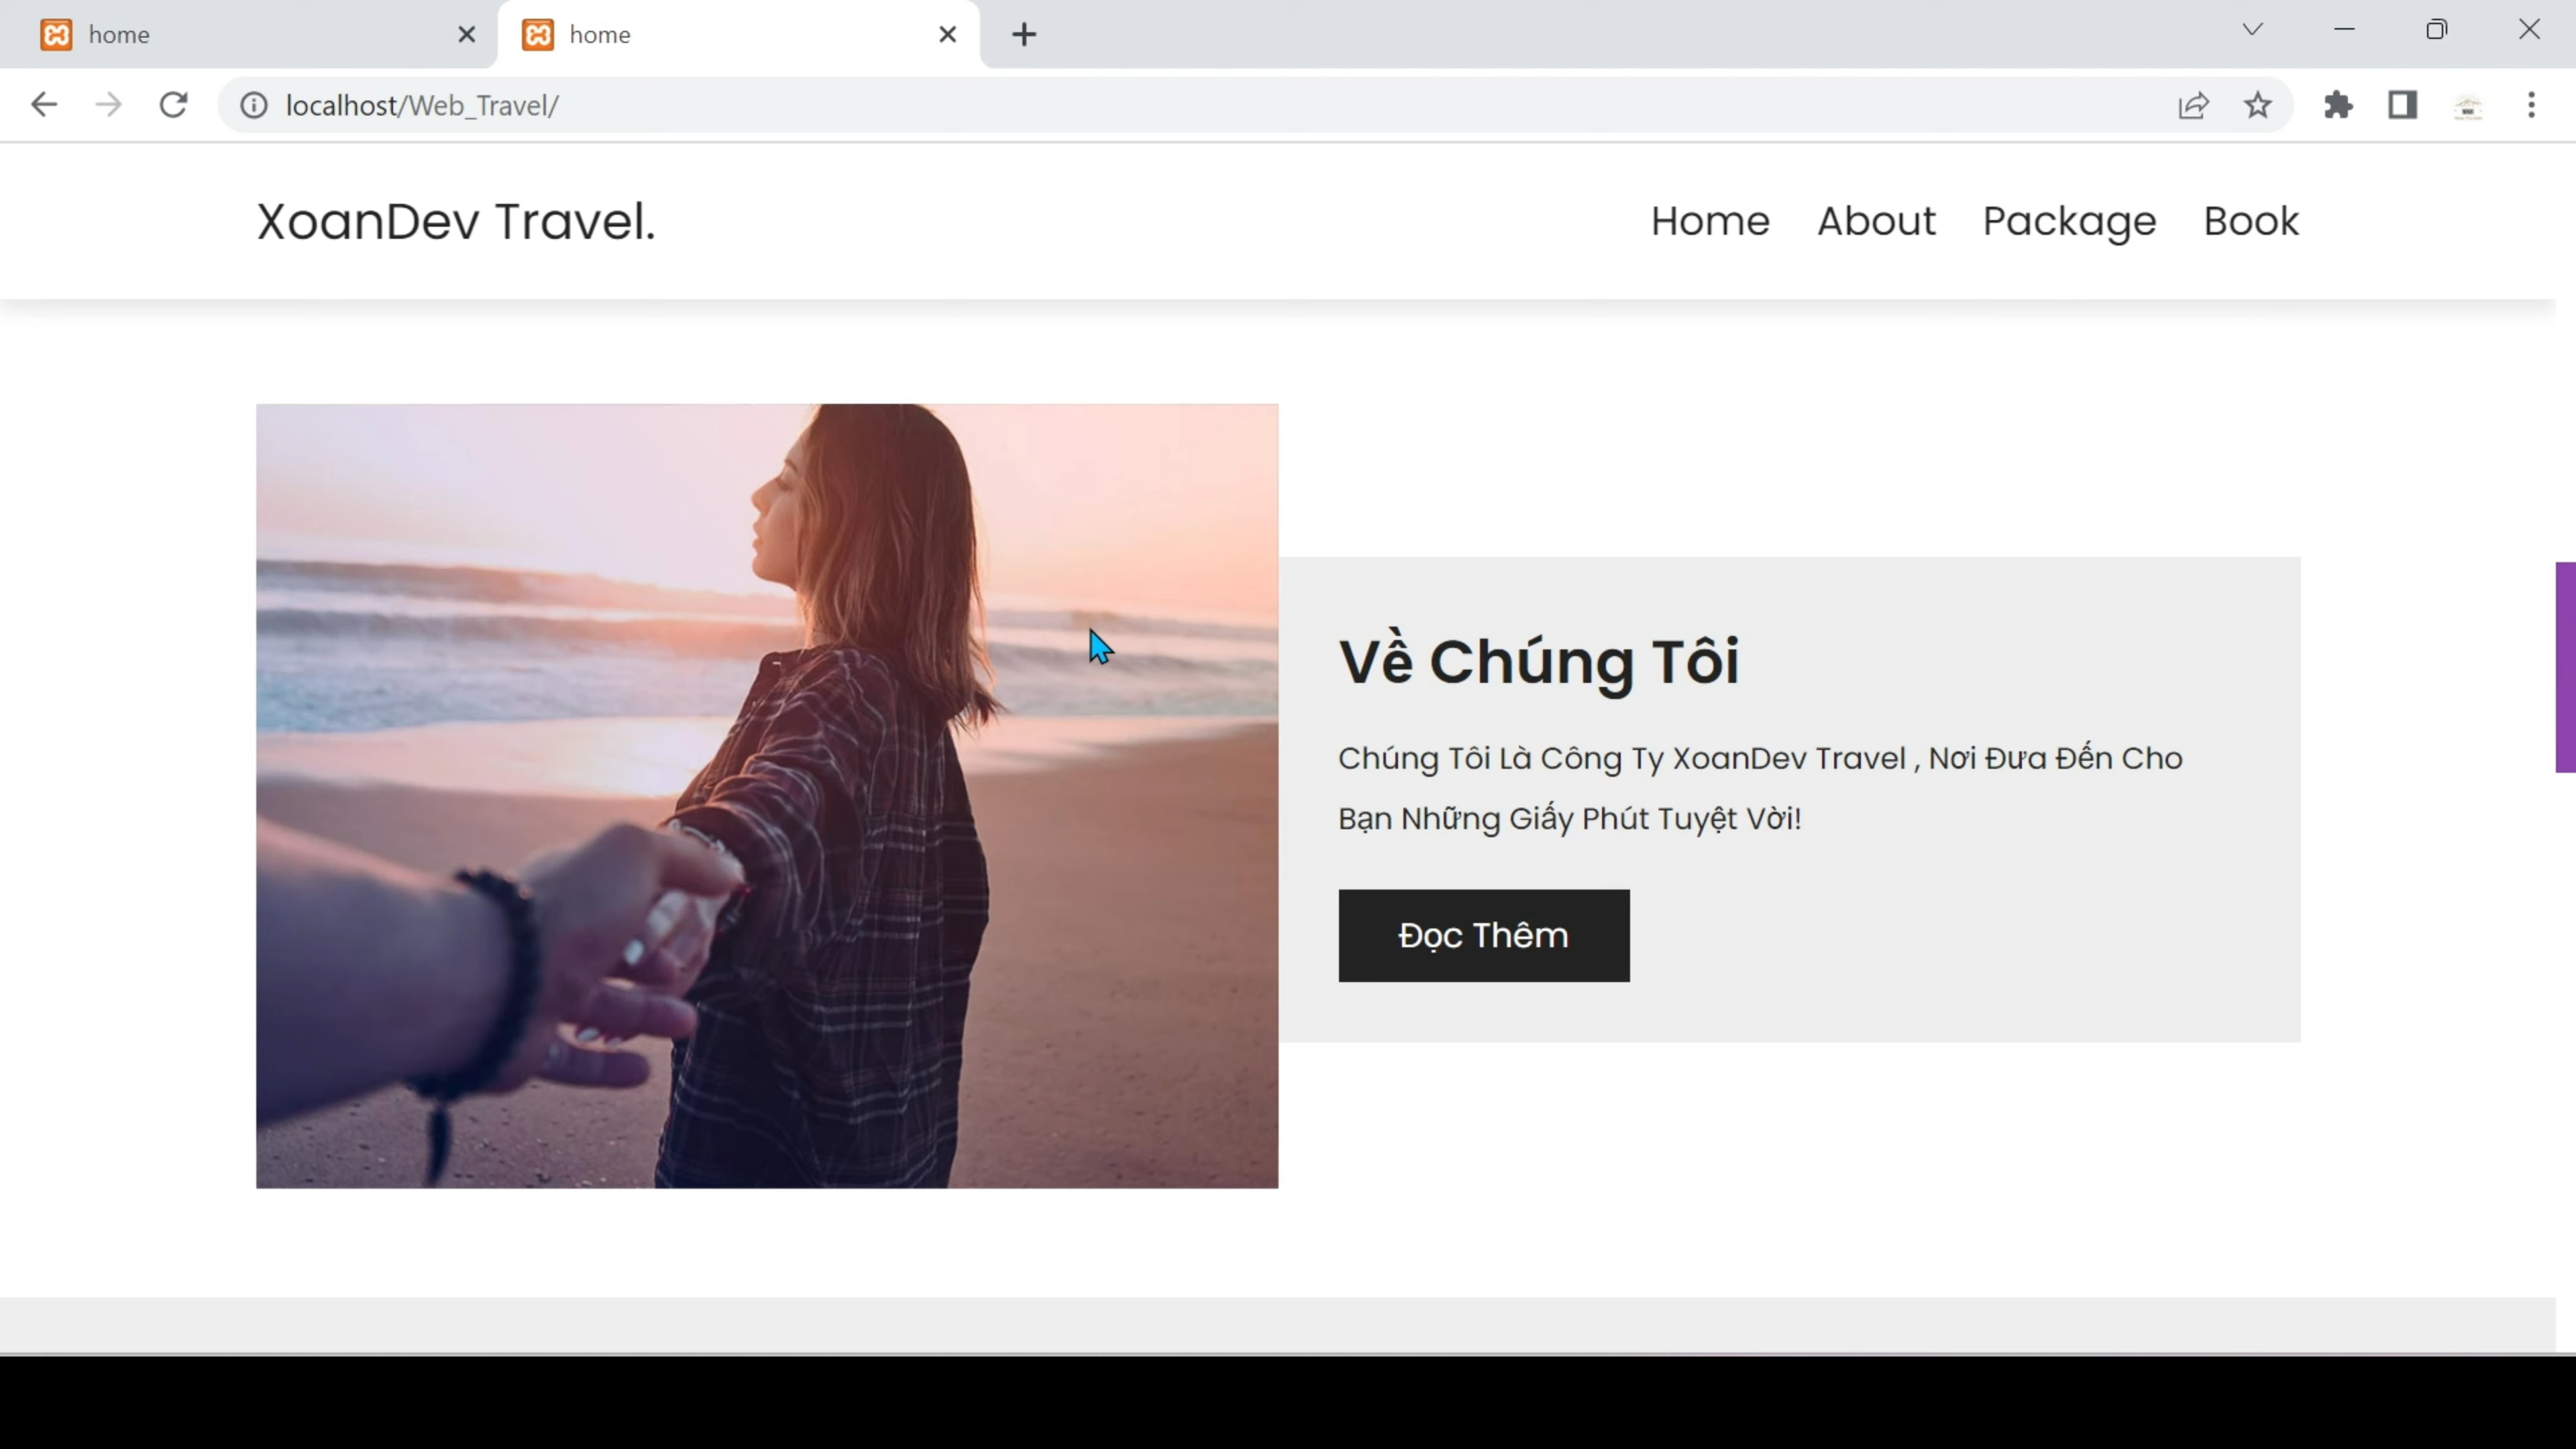 home
home
localhost/Web_Travel/
XoanDev Travel.
Home About Package Book
Về Chúng Tôi
Chúng Tôi Là Công Ty XoanDev Travel , Nơi Đưa Đến Cho
Bạn Những Giấy Phút Tuyệt Vời!
Đọc Thêm